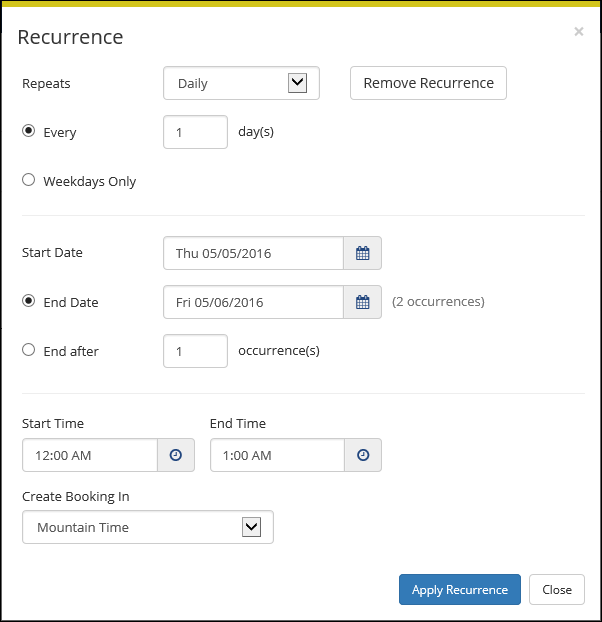 Recurrence ×
Repeats Daily Remove Recurrence
Every 1 day(s)
Weekdays Only
Start Date Thu 05/05/2016
End Date Fri 05/06/2016 (2 occurrences)
End after 1 occurrence(s)
Start Time End Time
12:00 AM 1:00 AM
Create Booking In
Mountain Time
Apply Recurrence Close